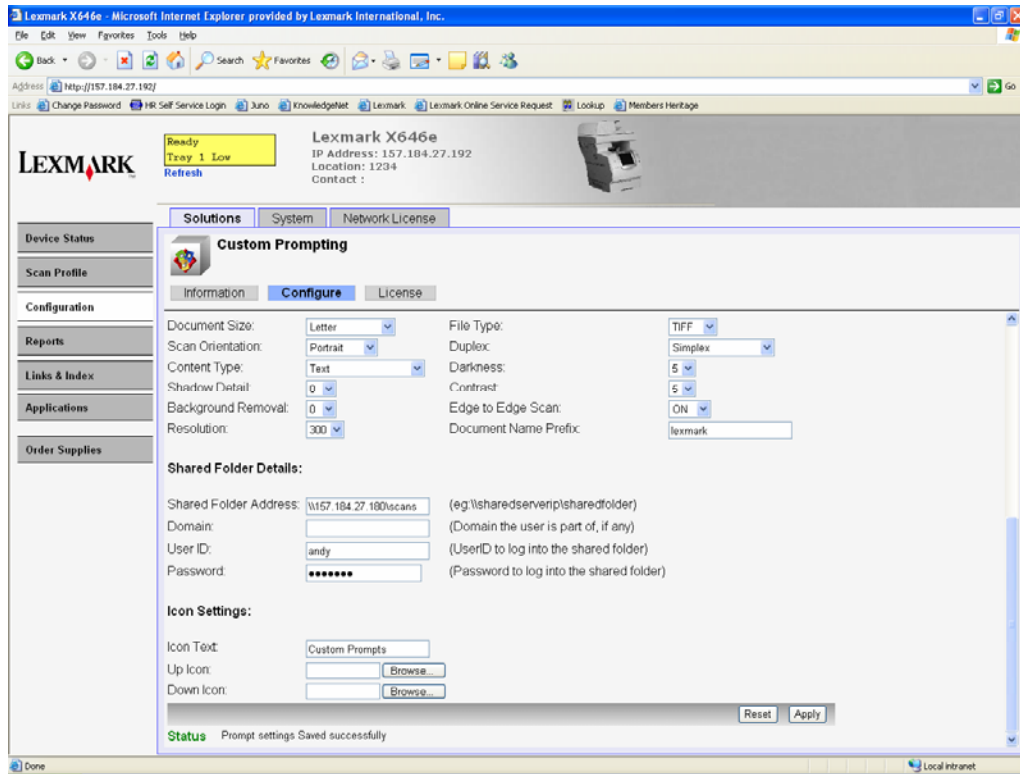 Lexmark X646e - Microsoft Internet Explorer provided by Lexmark International, Inc.
File Edit View Favorites Tools Help
Back Search Favorites
Address http://157.184.27.192/ Go
Links Change Password HR Self Service Login Juno KnowledgeNet Lexmark Lexmark Online Service Request Lookup Members Heritage
LEXMARK
Ready
Tray 1 Low
Refresh
Lexmark X646e
IP Address: 157.184.27.192
Location: 1234
Contact :
Solutions System Network License
Device Status
Scan Profile
Configuration
Reports
Links & Index
Applications
Order Supplies
Custom Prompting
Information Configure License
Document Size: Letter File Type: TIFF
Scan Orientation: Portrait Duplex: Simplex
Content Type: Text Darkness: 5
Shadow Detail: 0 Contrast: 5
Background Removal: 0 Edge to Edge Scan: ON
Resolution: 300 Document Name Prefix: lexmark
Shared Folder Details:
Shared Folder Address: \\157.184.27.180\scans (eg:\\sharedserverip\sharedfolder)
Domain: (Domain the user is part of, if any)
User ID: andy (UserID to log into the shared folder)
Password: ••••••• (Password to log into the shared folder)
Icon Settings:
Icon Text: Custom Prompts
Up Icon: Browse...
Down Icon: Browse...
Reset Apply
Status Prompt settings Saved successfully
Done Local intranet